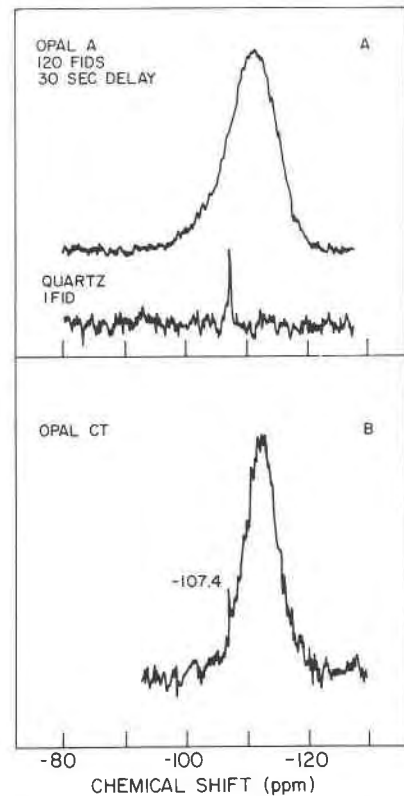 OPAL A
120 FIDS
30 SEC DELAY
A
QUARTZ
1 FID
OPAL CT
B
-107.4
-80
-100
-120
CHEMICAL SHIFT (ppm)